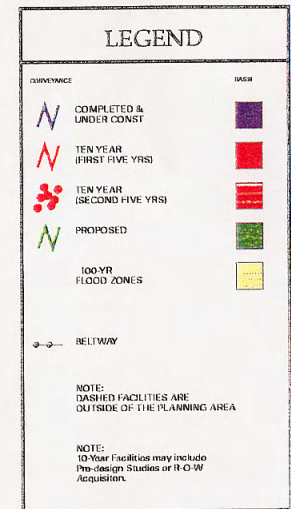 LEGEND
CONVEYANCE BASIN
COMPLETED &
UNDER CONST
TEN YEAR
(FIRST FIVE YRS)
TEN YEAR
(SECOND FIVE YRS)
PROPOSED
100-YR
FLOOD ZONES
BELTWAY
NOTE:
DASHED FACILITIES ARE
OUTSIDE OF THE PLANNING AREA
NOTE:
10-Year Facilities may include
Pre-design Studies or R-O-W
Acquisiton.